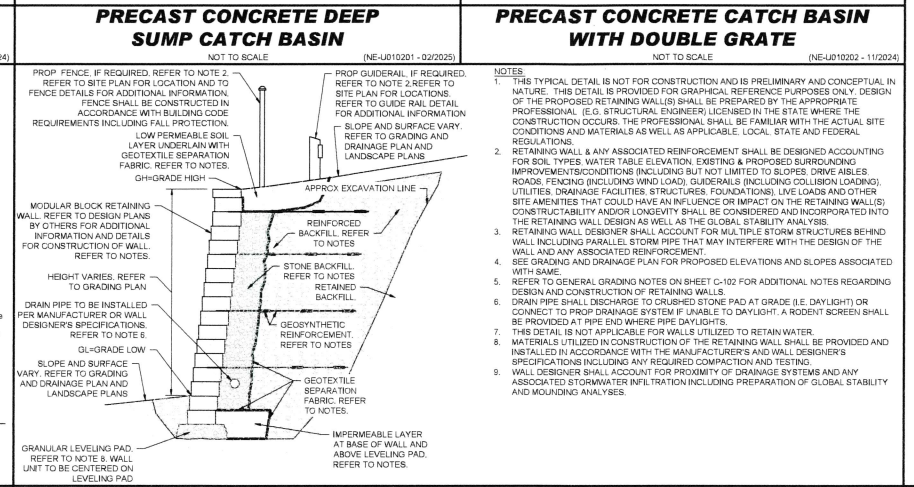 PRECAST CONCRETE DEEP
SUMP CATCH BASIN
24)
NOT TO SCALE
(NE-U010201 - 02/2025)
PRECAST CONCRETE CATCH BASIN
WITH DOUBLE GRATE
NOT TO SCALE
(NE-U010202 - 11/2024)
PROP FENCE, IF REQUIRED. REFER TO NOTE 2.
REFER TO SITE PLAN FOR LOCATION AND TO
FENCE DETAILS FOR ADDITIONAL INFORMATION.
FENCE SHALL BE CONSTRUCTED IN
ACCORDANCE WITH BUILDING CODE
REQUIREMENTS INCLUDING FALL PROTECTION.
LOW PERMEABLE SOIL
LAYER UNDERLAIN WITH
GEOTEXTILE SEPARATION
FABRIC. REFER TO NOTES.
GH=GRADE HIGH
MODULAR BLOCK RETAINING
WALL. REFER TO DESIGN PLANS
BY OTHERS FOR ADDITIONAL
INFORMATION AND DETAILS
FOR CONSTRUCTION OF WALL.
REFER TO NOTES.
HEIGHT VARIES. REFER
TO GRADING PLAN
DRAIN PIPE TO BE INSTALLED
PER MANUFACTURER OR WALL
DESIGNER'S SPECIFICATIONS.
REFER TO NOTE 6.
GL=GRADE LOW
SLOPE AND SURFACE
VARY. REFER TO GRADING
AND DRAINAGE PLAN AND
LANDSCAPE PLANS
GRANULAR LEVELING PAD.
REFER TO NOTE 8. WALL
UNIT TO BE CENTERED ON
LEVELING PAD
PROP GUIDERAIL, IF REQUIRED.
REFER TO NOTE 2.REFER TO
SITE PLAN FOR LOCATIONS.
REFER TO GUIDE RAIL DETAIL
FOR ADDITIONAL INFORMATION
SLOPE AND SURFACE VARY.
REFER TO GRADING AND
DRAINAGE PLAN AND
LANDSCAPE PLANS
APPROX EXCAVATION LINE
REINFORCED
BACKFILL. REFER
TO NOTES
STONE BACKFILL.
REFER TO NOTES
RETAINED
BACKFILL.
GEOSYNTHETIC
REINFORCEMENT.
REFER TO NOTES
GEOTEXTILE
SEPARATION
FABRIC. REFER
TO NOTES.
IMPERMEABLE LAYER
AT BASE OF WALL AND
ABOVE LEVELING PAD.
REFER TO NOTES.
NOTES
1. THIS TYPICAL DETAIL IS NOT FOR CONSTRUCTION AND IS PRELIMINARY AND CONCEPTUAL IN
NATURE. THIS DETAIL IS PROVIDED FOR GRAPHICAL REFERENCE PURPOSES ONLY. DESIGN
OF THE PROPOSED RETAINING WALL(S) SHALL BE PREPARED BY THE APPROPRIATE
PROFESSIONAL (E.G. STRUCTURAL ENGINEER) LICENSED IN THE STATE WHERE THE
CONSTRUCTION OCCURS. THE PROFESSIONAL SHALL BE FAMILIAR WITH THE ACTUAL SITE
CONDITIONS AND MATERIALS AS WELL AS APPLICABLE, LOCAL, STATE AND FEDERAL
REGULATIONS.
2. RETAINING WALL & ANY ASSOCIATED REINFORCEMENT SHALL BE DESIGNED ACCOUNTING
FOR SOIL TYPES, WATER TABLE ELEVATION, EXISTING & PROPOSED SURROUNDING
IMPROVEMENTS/CONDITIONS (INCLUDING BUT NOT LIMITED TO SLOPES, DRIVE AISLES,
ROADS, FENCING (INCLUDING WIND LOAD), GUIDERAILS (INCLUDING COLLISION LOADING),
UTILITIES, DRAINAGE FACILITIES, STRUCTURES, FOUNDATIONS), LIVE LOADS AND OTHER
SITE AMENITIES THAT COULD HAVE AN INFLUENCE OR IMPACT ON THE RETAINING WALL(S)
CONSTRUCTABILITY AND/OR LONGEVITY SHALL BE CONSIDERED AND INCORPORATED INTO
THE RETAINING WALL DESIGN AS WELL AS THE GLOBAL STABILITY ANALYSIS.
3. RETAINING WALL DESIGNER SHALL ACCOUNT FOR MULTIPLE STORM STRUCTURES BEHIND
WALL INCLUDING PARALLEL STORM PIPE THAT MAY INTERFERE WITH THE DESIGN OF THE
WALL AND ANY ASSOCIATED REINFORCEMENT.
4. SEE GRADING AND DRAINAGE PLAN FOR PROPOSED ELEVATIONS AND SLOPES ASSOCIATED
WITH SAME.
5. REFER TO GENERAL GRADING NOTES ON SHEET C-102 FOR ADDITIONAL NOTES REGARDING
DESIGN AND CONSTRUCTION OF RETAINING WALLS.
6. DRAIN PIPE SHALL DISCHARGE TO CRUSHED STONE PAD AT GRADE (I.E. DAYLIGHT) OR
CONNECT TO PROP DRAINAGE SYSTEM IF UNABLE TO DAYLIGHT. A RODENT SCREEN SHALL
BE PROVIDED AT PIPE END WHERE PIPE DAYLIGHTS.
7. THIS DETAIL IS NOT APPLICABLE FOR WALLS UTILIZED TO RETAIN WATER.
8. MATERIALS UTILIZED IN CONSTRUCTION OF THE RETAINING WALL SHALL BE PROVIDED AND
INSTALLED IN ACCORDANCE WITH THE MANUFACTURER'S AND WALL DESIGNER'S
SPECIFICATIONS INCLUDING ANY REQUIRED COMPACTION AND TESTING.
9. WALL DESIGNER SHALL ACCOUNT FOR PROXIMITY OF DRAINAGE SYSTEMS AND ANY
ASSOCIATED STORMWATER INFILTRATION INCLUDING PREPARATION OF GLOBAL STABILITY
AND MOUNDING ANALYSES.
e